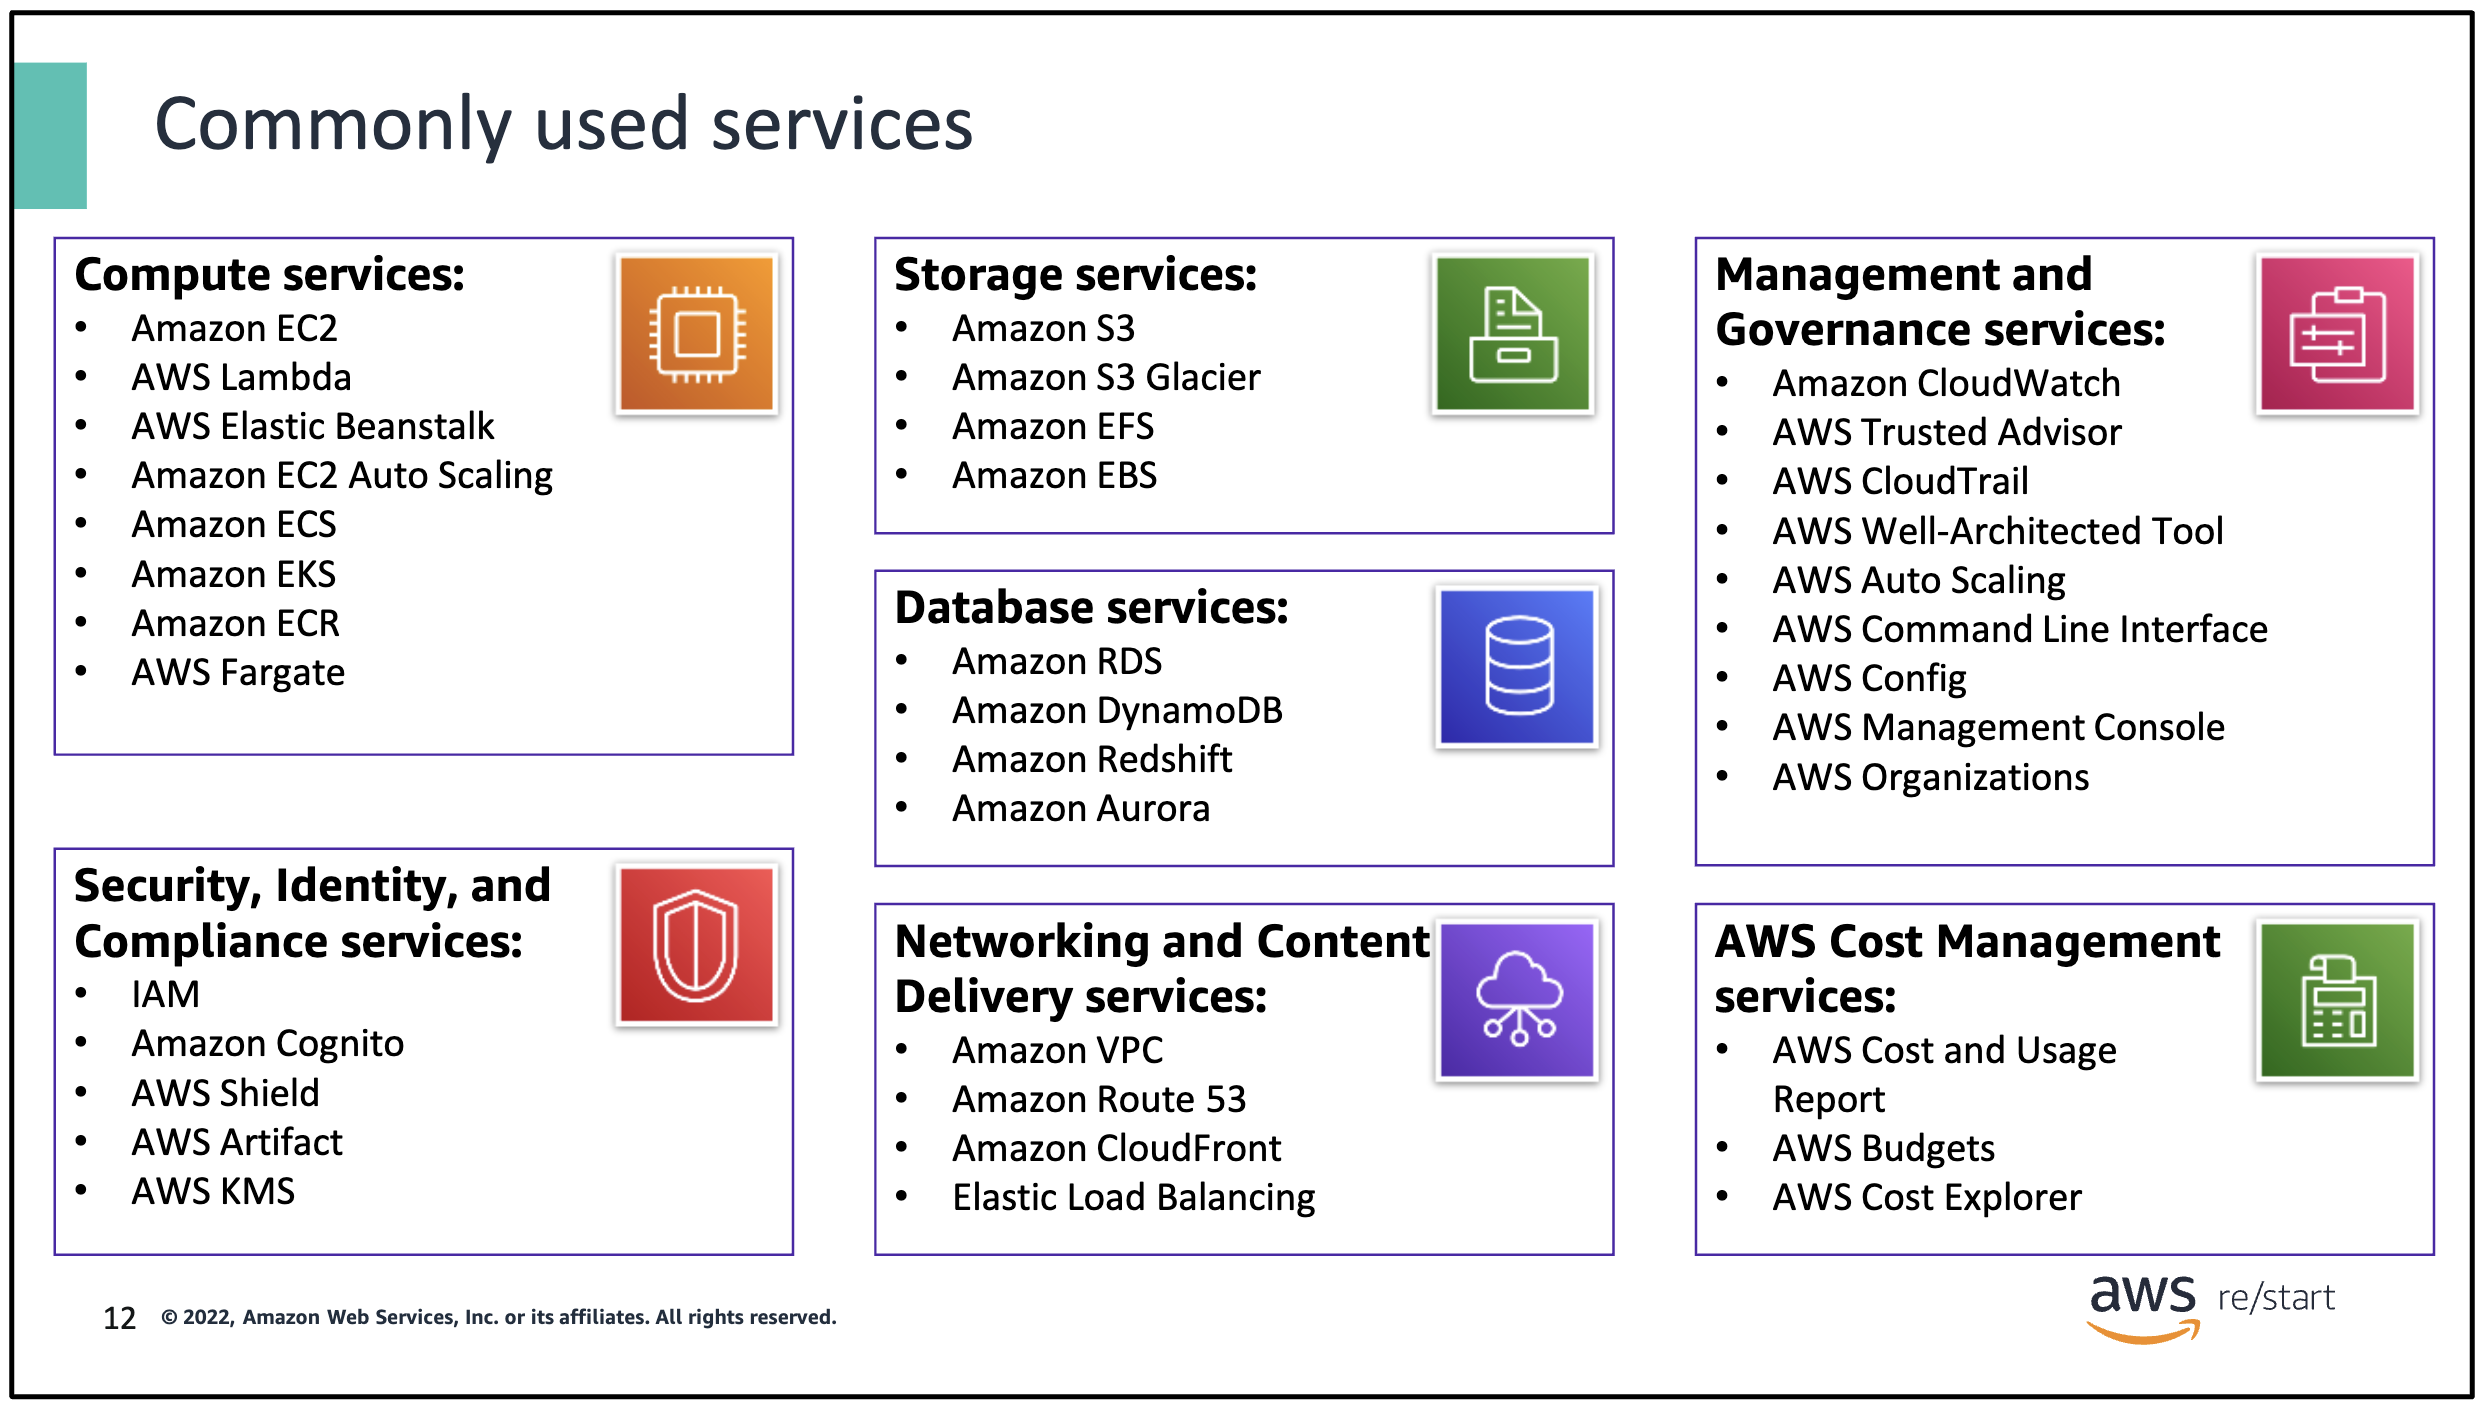 Commonly used services
Compute services:
• Amazon EC2
• AWS Lambda
• AWS Elastic Beanstalk
• Amazon EC2 Auto Scaling
• Amazon ECS
• Amazon EKS
• Amazon ECR
• AWS Fargate
Security, Identity, and
Compliance services:
• IAM
• Amazon Cognito
• AWS Shield
• AWS Artifact
• AWS KMS
Storage services:
• Amazon S3
• Amazon S3 Glacier
• Amazon EFS
• Amazon EBS
Database services:
• Amazon RDS
• Amazon DynamoDB
• Amazon Redshift
• Amazon Aurora
Networking and Content
Delivery services:
• Amazon VPC
• Amazon Route 53
• Amazon CloudFront
• Elastic Load Balancing
Management and
Governance services:
• Amazon CloudWatch
• AWS Trusted Advisor
• AWS CloudTrail
• AWS Well-Architected Tool
• AWS Auto Scaling
• AWS Command Line Interface
• AWS Config
• AWS Management Console
• AWS Organizations
AWS Cost Management
services:
• AWS Cost and Usage
Report
• AWS Budgets
• AWS Cost Explorer
12 © 2022, Amazon Web Services, Inc. or its affiliates. All rights reserved.
aws re/start